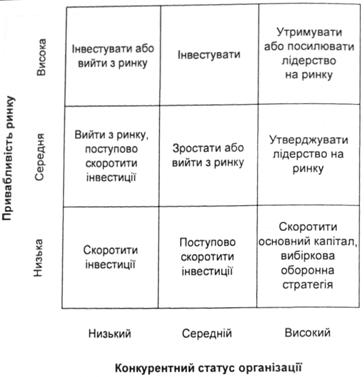 Привабливість ринку
Висока
Інвестувати або
вийти з ринку
Інвестувати
Утримувати
або посилювати
лідерство
на ринку
Середня
Вийти з ринку,
поступово
скоротити
інвестиції
Зростати або
вийти з ринку
Утверджувати
лідерство на
ринку
Низька
Скоротити
інвестиції
Поступово
скоротити
інвестиції
Скоротити
основний капітал,
вибіркова
оборонна
стратегія
Низький
Середній
Високий
Конкурентний статус організації